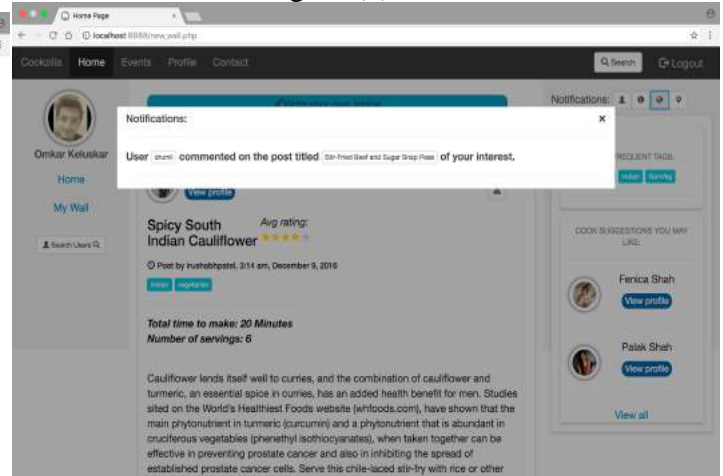 Home Page
localhost:8888/new_wall.php
Cookzilla Home Events Profile Contact
Search Logout
Notifications:
Notifications: ×
User shumil commented on the post titled Stir-Fried Beef and Sugar Snap Peas of your interest.
Omkar Keluskar
Home
My Wall
Search Users
View profile
Spicy South
Indian Cauliflower
Avg rating:
Post by rushabhpatel, 3:14 am, December 9, 2016
indian vegetarian
Total time to make: 20 Minutes
Number of servings: 6
Cauliflower lends itself well to curries, and the combination of cauliflower and
turmeric, an essential spice in curries, has an added health benefit for men. Studies
sited on the World's Healthiest Foods website (whfoods.com), have shown that the
main phytonutrient in turmeric (curcumin) and a phytonutrient that is abundant in
cruciferous vegetables (phenethyl isothiocyanates), when taken together can be
effective in preventing prostate cancer and also in inhibiting the spread of
established prostate cancer cells. Serve this chile-laced stir-fry with rice or other
FREQUENT TAGS:
indian NonVeg
COOK SUGGESTIONS YOU MAY
LIKE:
Fenica Shah
View profile
Palak Shah
View profile
View all